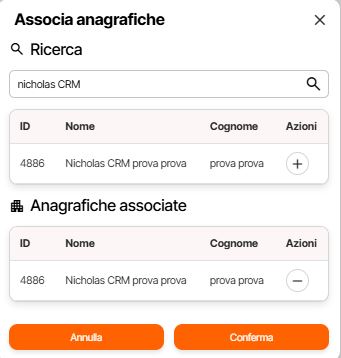 Associa anagrafiche
Ricerca
nicholas CRM
ID Nome Cognome Azioni
4886 Nicholas CRM prova prova prova prova
Anagrafiche associate
ID Nome Cognome Azioni
4886 Nicholas CRM prova prova prova prova
Annulla Conferma